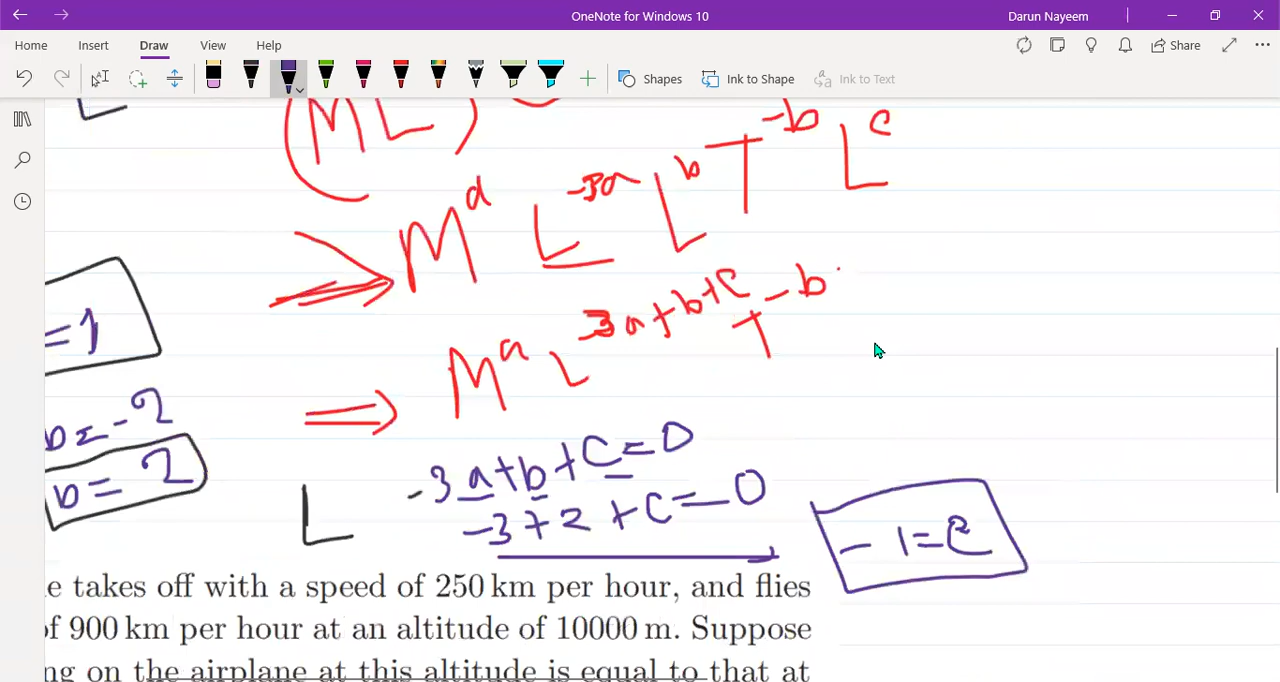 OneNote for Windows 10
Darun Nayeem
Home Insert Draw View Help
Share
Shapes Ink to Shape Ink to Text
L
(ML )
M^a L^-3a L^b T^-b L^c
=1
⇒ M^a L^-3a+b+c T^-b
b=-2
b= 2
L
-3a+b+c=0
-3+2+c=0
-1=c
e takes off with a speed of 250 km per hour, and flies
of 900 km per hour at an altitude of 10000 m. Suppose
ng on the airplane at this altitude is equal to that at